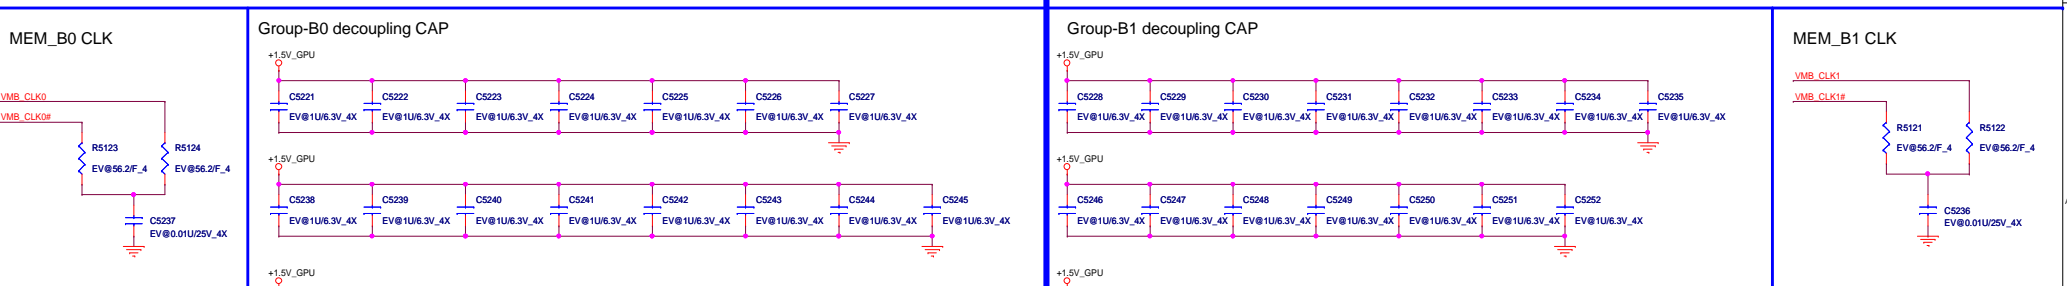 MEM_B0 CLK
VMB_CLK0
VMB_CLK0#
R5123
EV@56.2/F_4
R5124
EV@56.2/F_4
C5237
EV@0.01U/25V_4X
Group-B0 decoupling CAP
+1.5V_GPU
C5221
EV@1U/6.3V_4X
C5222
EV@1U/6.3V_4X
C5223
EV@1U/6.3V_4X
C5224
EV@1U/6.3V_4X
C5225
EV@1U/6.3V_4X
C5226
EV@1U/6.3V_4X
C5227
EV@1U/6.3V_4X
+1.5V_GPU
C5238
EV@1U/6.3V_4X
C5239
EV@1U/6.3V_4X
C5240
EV@1U/6.3V_4X
C5241
EV@1U/6.3V_4X
C5242
EV@1U/6.3V_4X
C5243
EV@1U/6.3V_4X
C5244
EV@1U/6.3V_4X
C5245
EV@1U/6.3V_4X
+1.5V_GPU
Group-B1 decoupling CAP
+1.5V_GPU
C5228
EV@1U/6.3V_4X
C5229
EV@1U/6.3V_4X
C5230
EV@1U/6.3V_4X
C5231
EV@1U/6.3V_4X
C5232
EV@1U/6.3V_4X
C5233
EV@1U/6.3V_4X
C5234
EV@1U/6.3V_4X
C5235
EV@1U/6.3V_4X
+1.5V_GPU
C5246
EV@1U/6.3V_4X
C5247
EV@1U/6.3V_4X
C5248
EV@1U/6.3V_4X
C5249
EV@1U/6.3V_4X
C5250
EV@1U/6.3V_4X
C5251
EV@1U/6.3V_4X
C5252
EV@1U/6.3V_4X
+1.5V_GPU
MEM_B1 CLK
VMB_CLK1
VMB_CLK1#
R5121
EV@56.2/F_4
R5122
EV@56.2/F_4
C5236
EV@0.01U/25V_4X